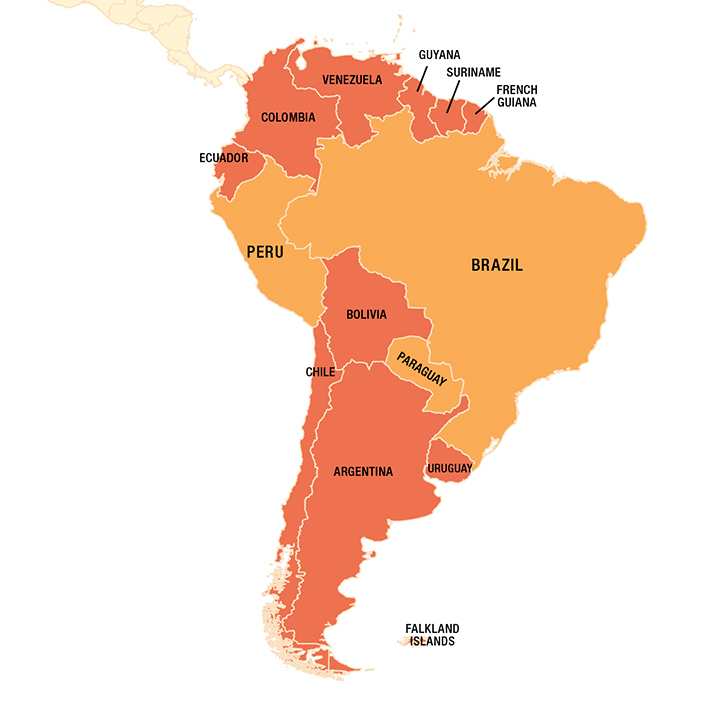 GUYANA
SURINAME
VENEZUELA
FRENCH
GUIANA
COLOMBIA
ECUADOR
PERU
BRAZIL
BOLIVIA
PARAGUAY
CHILE
ARGENTINA
URUGUAY
FALKLAND
ISLANDS